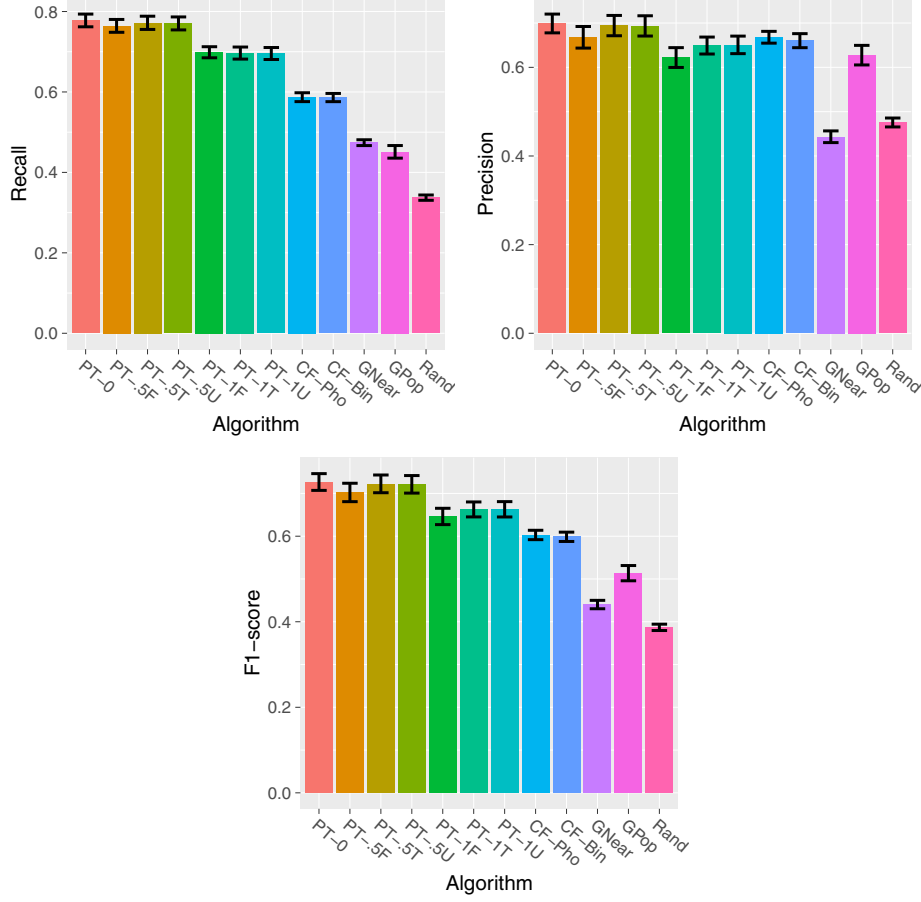 Recall
0.8
0.6
0.4
0.2
0.0
PT−0
PT−.5F
PT−.5T
PT−.5U
PT−1F
PT−1T
PT−1U
CF−Pho
CF−Bin
GNear
GPop
Rand
Algorithm
Precision
0.6
0.4
0.2
0.0
PT−0
PT−.5F
PT−.5T
PT−.5U
PT−1F
PT−1T
PT−1U
CF−Pho
CF−Bin
GNear
GPop
Rand
Algorithm
F1−score
0.6
0.4
0.2
0.0
PT−0
PT−.5F
PT−.5T
PT−.5U
PT−1F
PT−1T
PT−1U
CF−Pho
CF−Bin
GNear
GPop
Rand
Algorithm